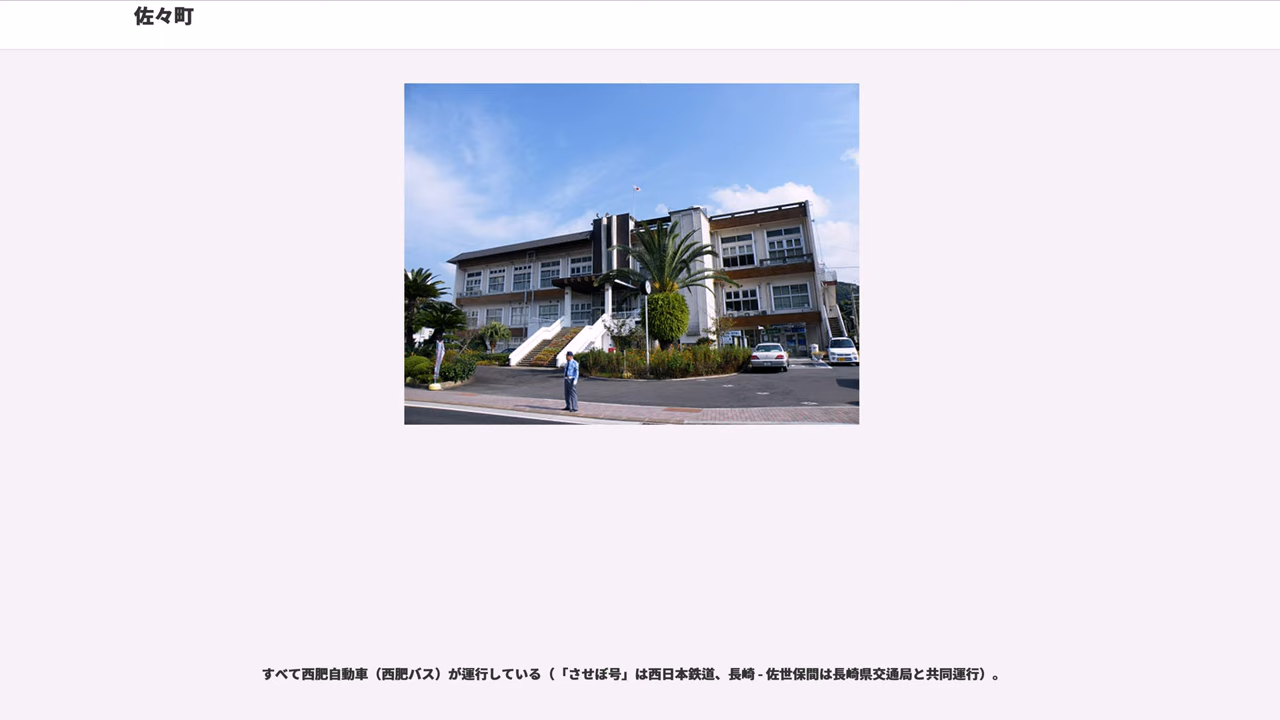 佐々町
すべて西肥自動車（西肥バス）が運行している（「させぼ号」は西日本鉄道、長崎 - 佐世保間は長崎県交通局と共同運行）。